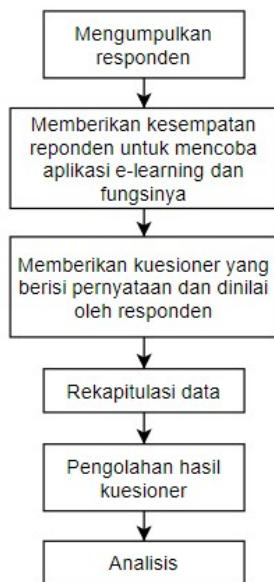 Mengumpulkan
responden
Memberikan kesempatan
reponden untuk mencoba
aplikasi e-learning dan
fungsinya
Memberikan kuesioner yang
berisi pernyataan dan dinilai
oleh responden
Rekapitulasi data
Pengolahan hasil
kuesioner
Analisis